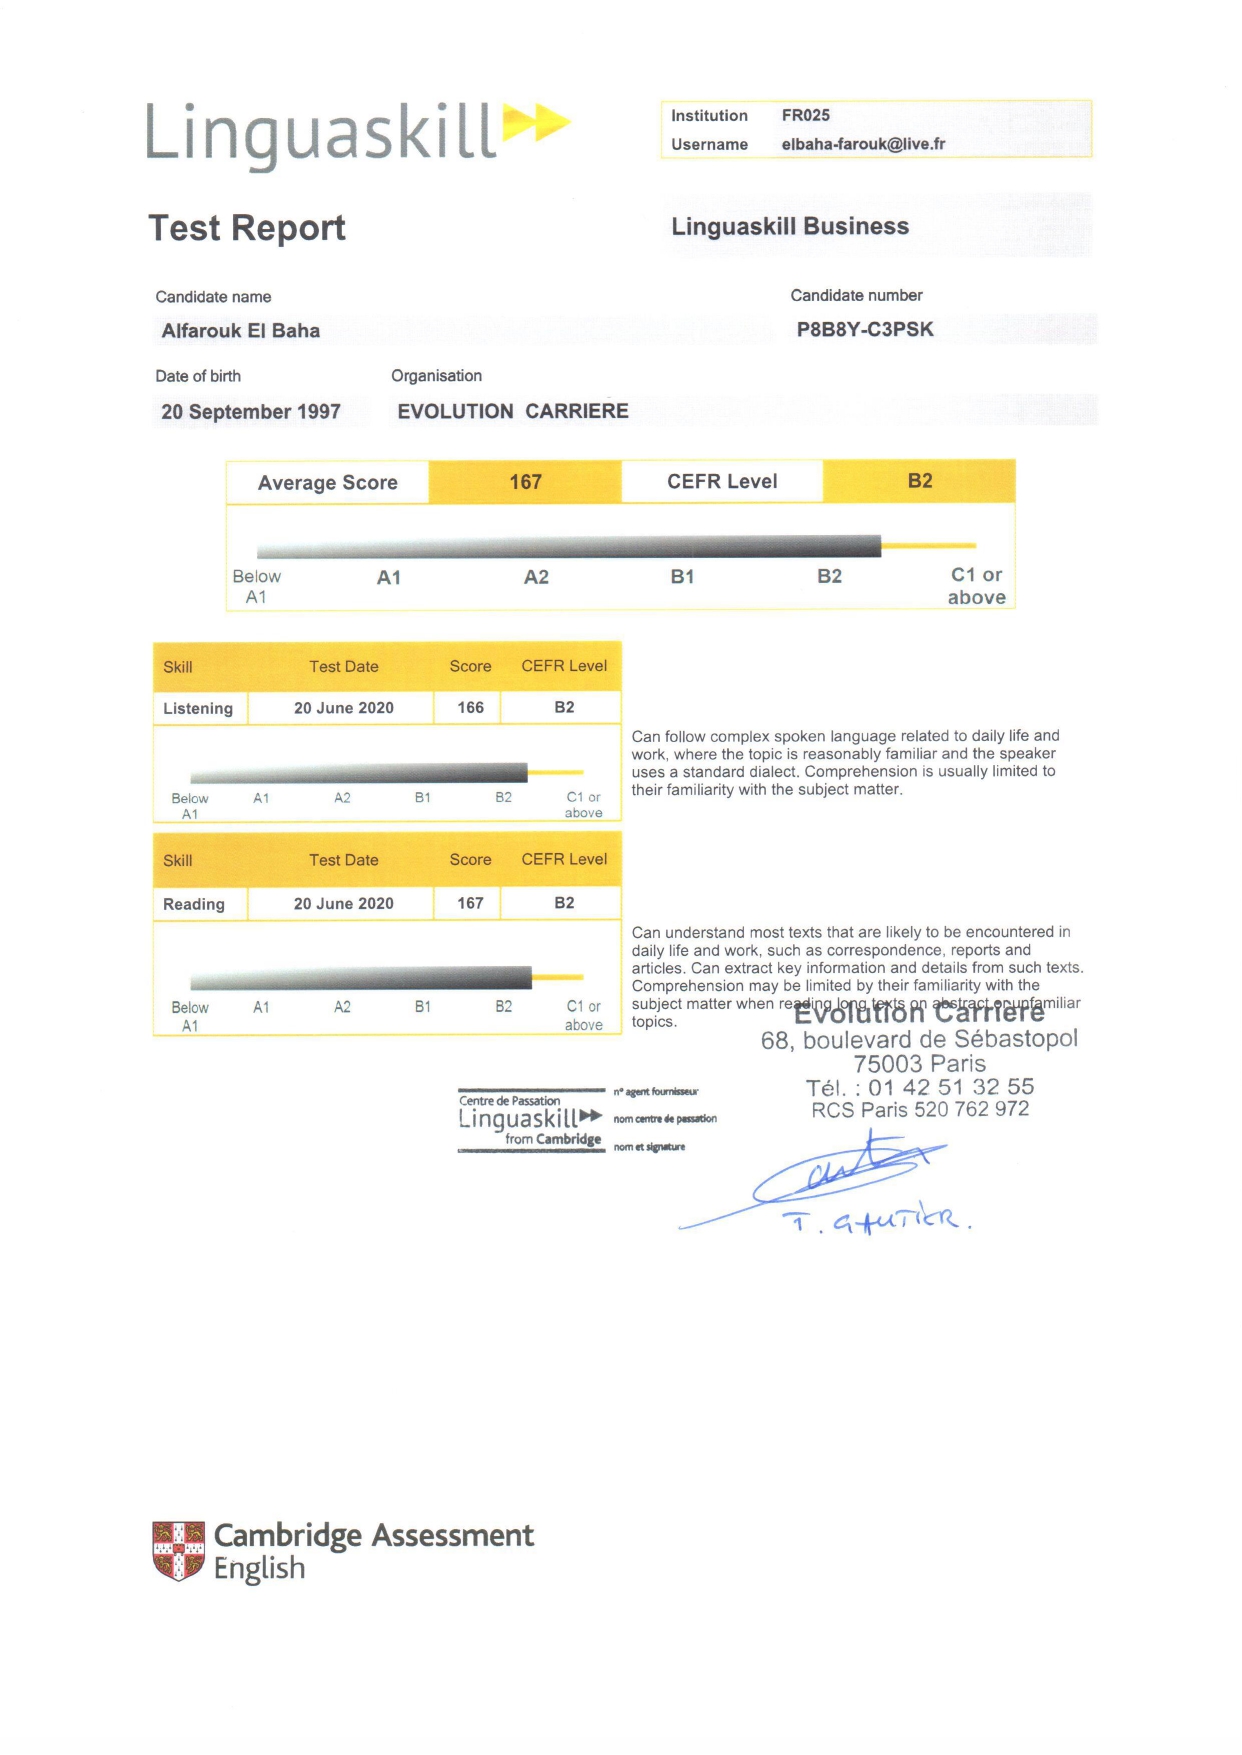 Linguaskill
Institution FR025
Username elbaha-farouk@live.fr
Test Report
Linguaskill Business
Candidate name
Candidate number
Alfarouk El Baha
P8B8Y-C3PSK
Date of birth
Organisation
20 September 1997
EVOLUTION CARRIERE
Average Score 167 CEFR Level B2
Below A1 A2 B1 B2 C1 or
A1 above
Skill Test Date Score CEFR Level
Listening 20 June 2020 166 B2
Can follow complex spoken language related to daily life and
work, where the topic is reasonably familiar and the speaker
uses a standard dialect. Comprehension is usually limited to
their familiarity with the subject matter.
Below A1 A2 B1 B2 C1 or
A1 above
Skill Test Date Score CEFR Level
Reading 20 June 2020 167 B2
Can understand most texts that are likely to be encountered in
daily life and work, such as correspondence, reports and
articles. Can extract key information and details from such texts.
Comprehension may be limited by their familiarity with the
subject matter when reading long texts on abstract or unfamiliar
topics.
Below A1 A2 B1 B2 C1 or
A1 above
Evolution Carriere
68, boulevard de Sébastopol
75003 Paris
Tél. : 01 42 51 32 55
RCS Paris 520 762 972
Centre de Passation
Linguaskill
from Cambridge
n° agent fournisseur
nom centre de passation
nom et signature
T. GAUTIER.
Cambridge Assessment
English